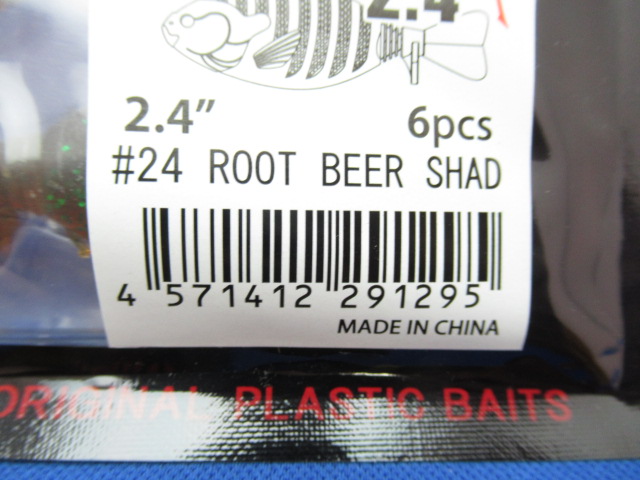 2.4
2.4" 6pcs
#24 ROOT BEER SHAD
4 571412 291295
MADE IN CHINA
ORIGINAL PLASTIC BAITS